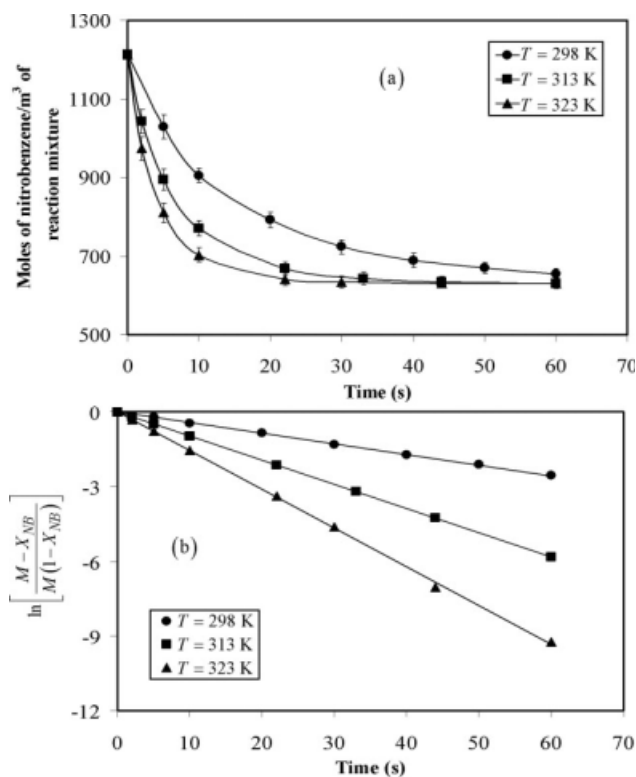 1300
1100
900
700
500
Moles of nitrobenzene/m³ of
reaction mixture
(a)
T = 298 K
T = 313 K
T = 323 K
0 10 20 30 40 50 60 70
Time (s)
0
-3
-6
-9
-12
ln[(M − X_NB)/(M(1−X_NB))]
(b)
T = 298 K
T = 313 K
T = 323 K
0 10 20 30 40 50 60 70
Time (s)